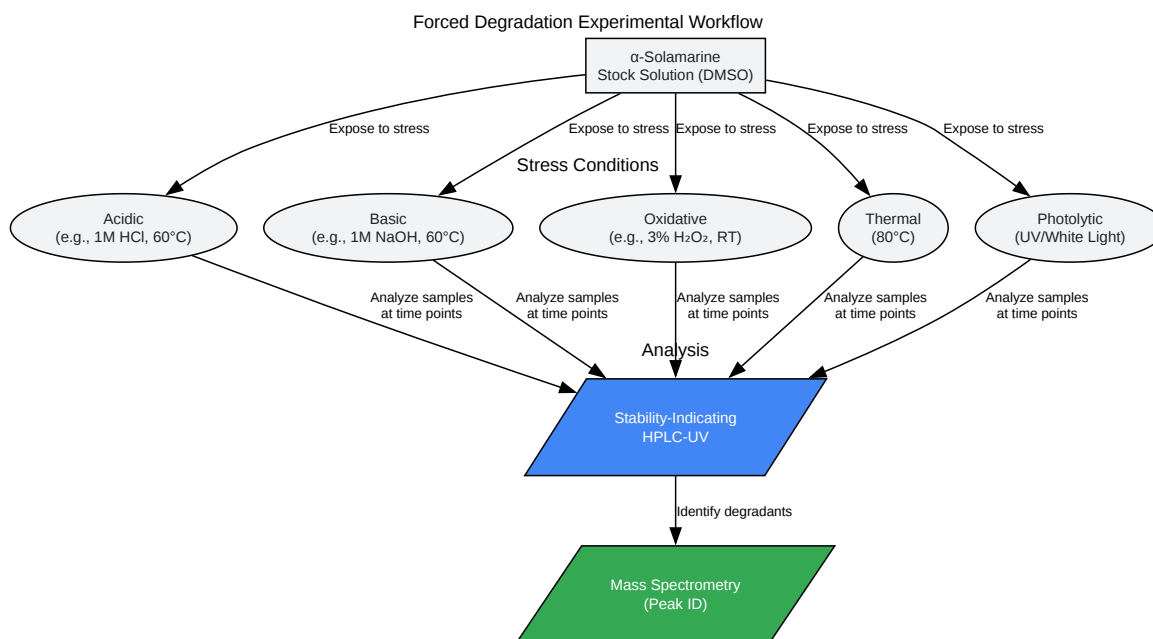 Forced Degradation Experimental Workflow
α-Solamarine
Stock Solution (DMSO)
Expose to stress
Expose to stress
Expose to stress
Expose to stress
Expose to stress
Stress Conditions
Acidic
(e.g., 1M HCl, 60°C)
Basic
(e.g., 1M NaOH, 60°C)
Oxidative
(e.g., 3% H₂O₂, RT)
Thermal
(80°C)
Photolytic
(UV/White Light)
Analyze samples
at time points
Analyze samples
at time points
Analyze samples
at time points
Analyze samples
at time points
Analyze samples
at time points
Analysis
Stability-Indicating
HPLC-UV
Identify degradants
Mass Spectrometry
(Peak ID)